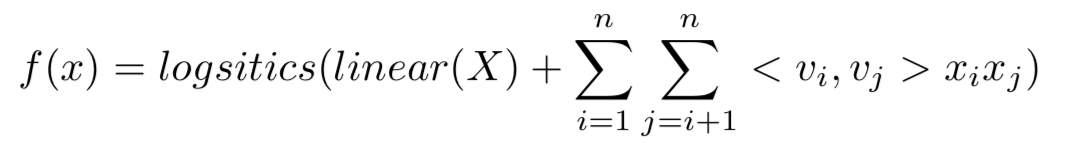 f(x) = logsitics(linear(X) + \sum_{i=1}^{n} \sum_{j=i+1}^{n} < v_i, v_j > x_i x_j)